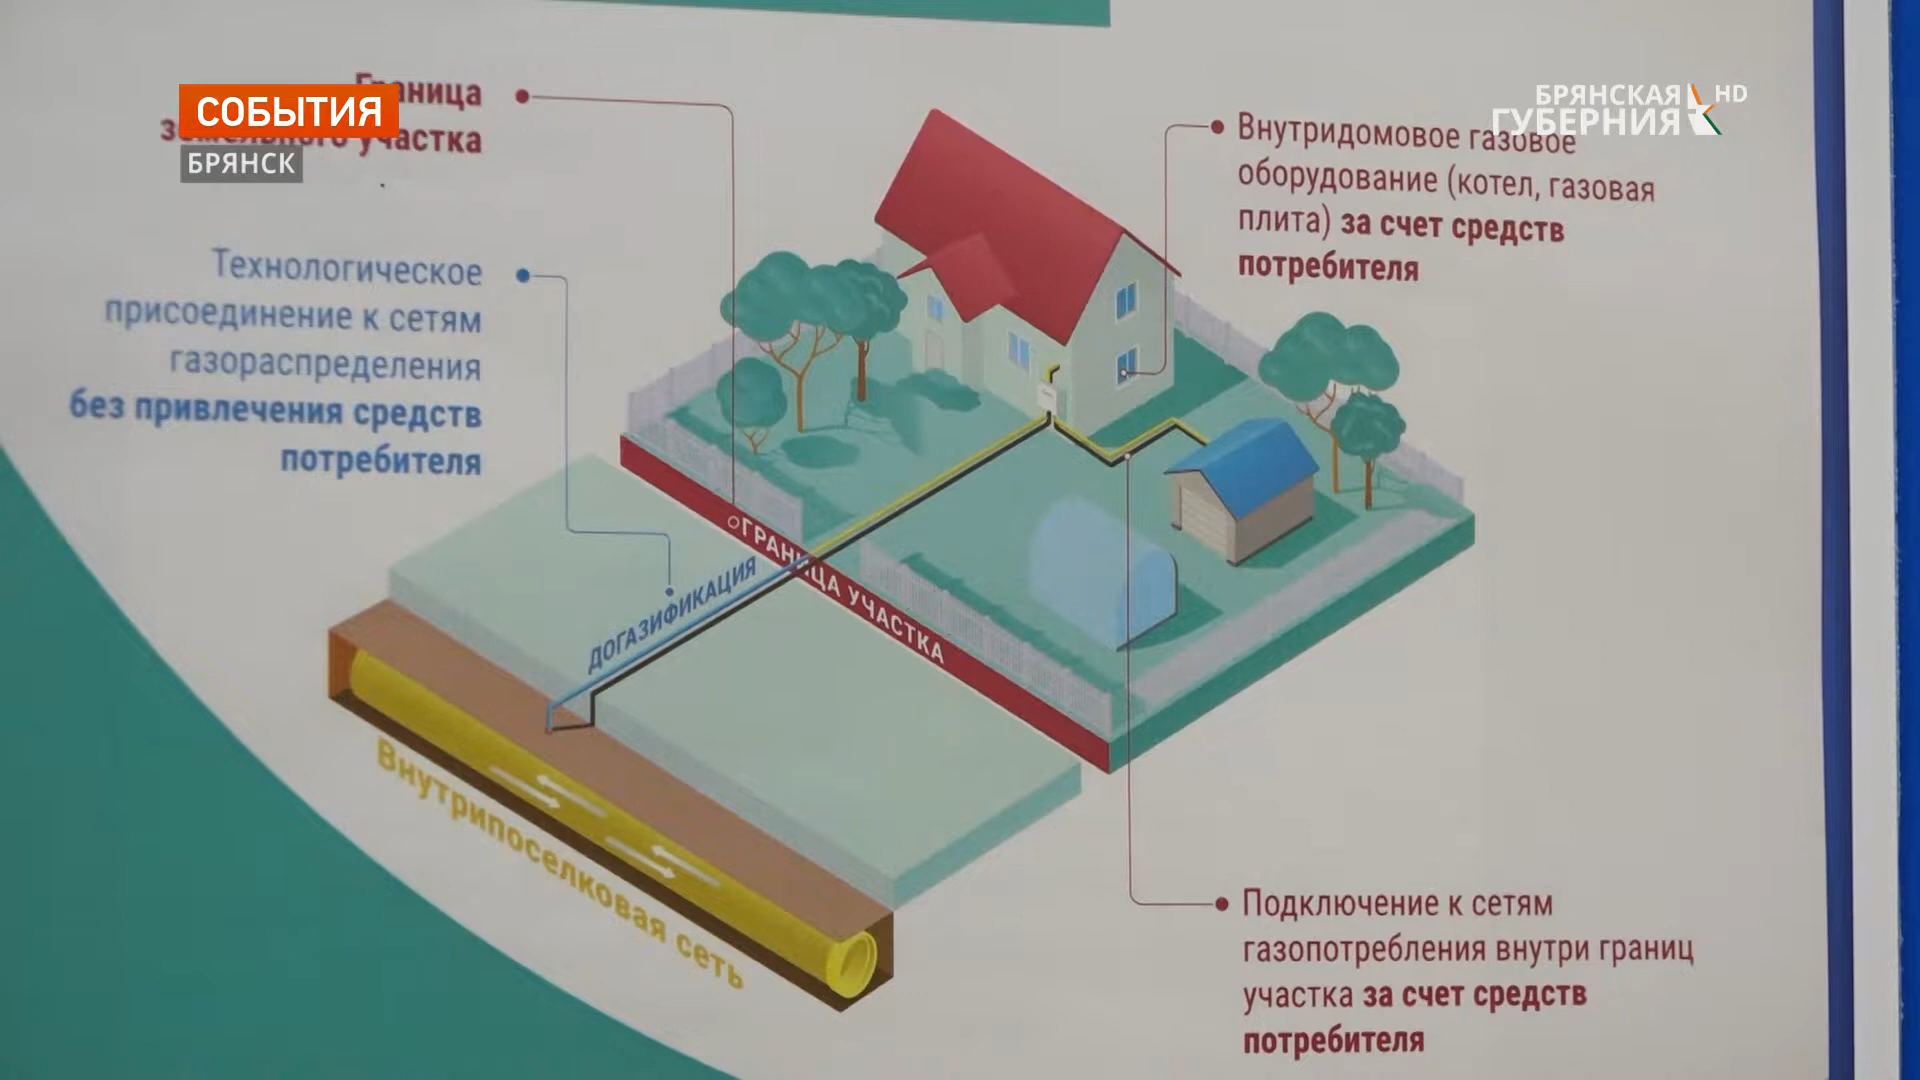 СОБЫТИЯ
БРЯНСК
БРЯНСКАЯ HD
ГУБЕРНИЯ
Граница
земельного участка
Технологическое
присоединение к сетям
газораспределения
без привлечения средств
потребителя
Внутридомовое газовое
оборудование (котел, газовая
плита) за счет средств
потребителя
ГРАНИЦА УЧАСТКА
ДОГАЗИФИКАЦИЯ
Внутрипоселковая сеть
Подключение к сетям
газопотребления внутри границ
участка за счет средств
потребителя